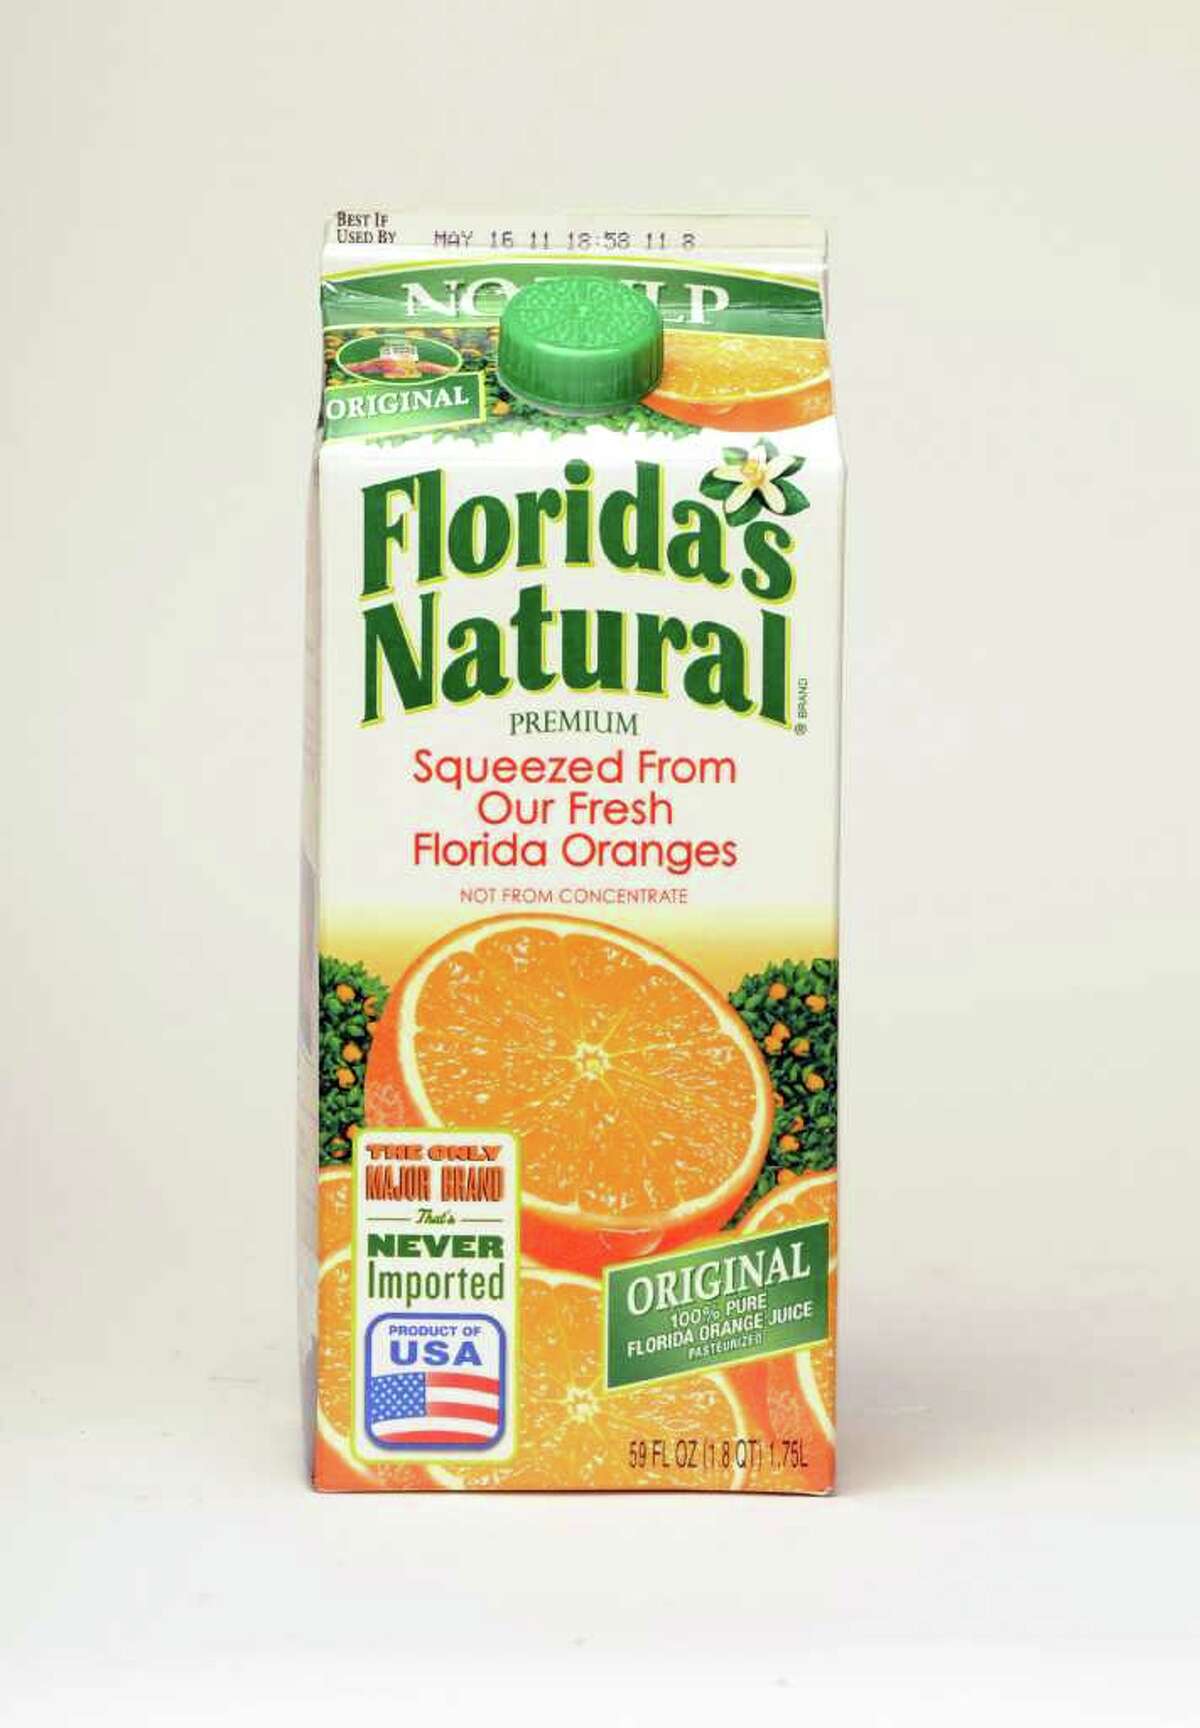 BEST IF
USED BY MAY 16 11 18:58 11 8
NO
ORIGINAL
Florida's
Natural
® BRAND
PREMIUM
Squeezed From
Our Fresh
Florida Oranges
NOT FROM CONCENTRATE
THE ONLY
MAJOR BRAND
That's
NEVER
Imported
PRODUCT OF
USA
ORIGINAL
100% PURE
FLORIDA ORANGE JUICE
PASTEURIZED
59 FL OZ (1.8 QT) 1.75L